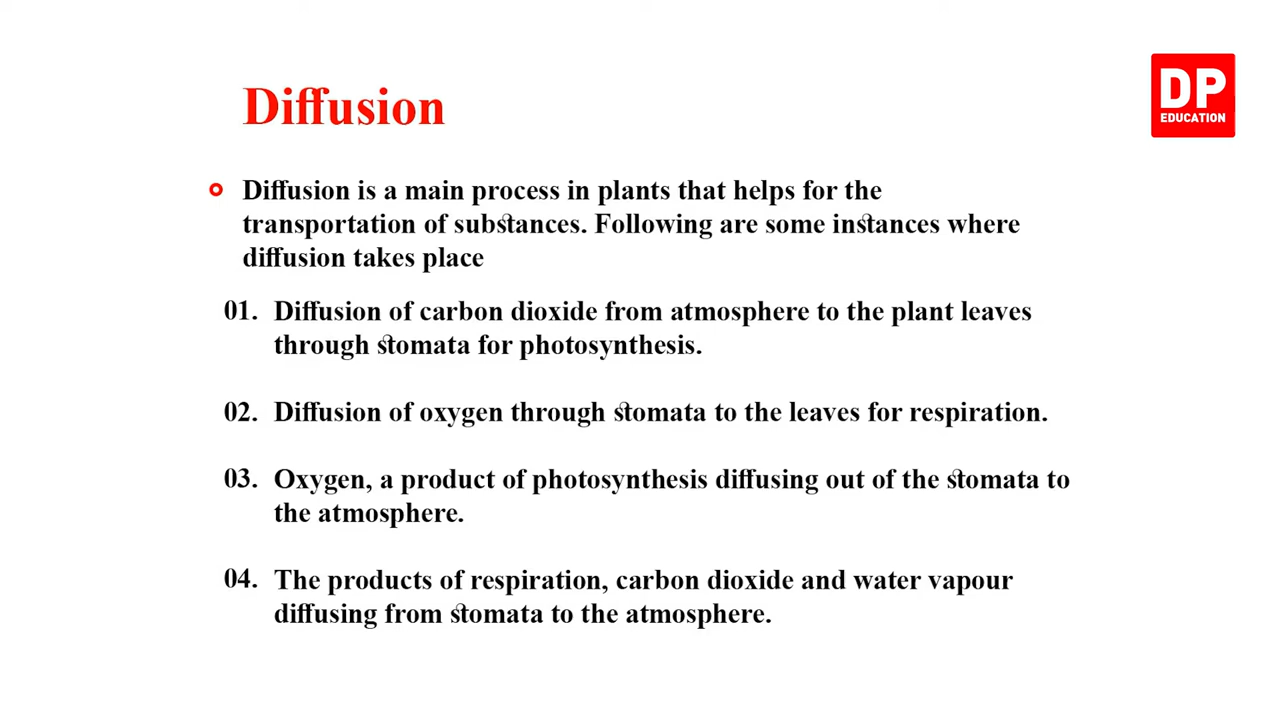 DP
EDUCATION
Diffusion
Diffusion is a main process in plants that helps for the
transportation of substances. Following are some instances where
diffusion takes place
01. Diffusion of carbon dioxide from atmosphere to the plant leaves
through stomata for photosynthesis.
02. Diffusion of oxygen through stomata to the leaves for respiration.
03. Oxygen, a product of photosynthesis diffusing out of the stomata to
the atmosphere.
04. The products of respiration, carbon dioxide and water vapour
diffusing from stomata to the atmosphere.